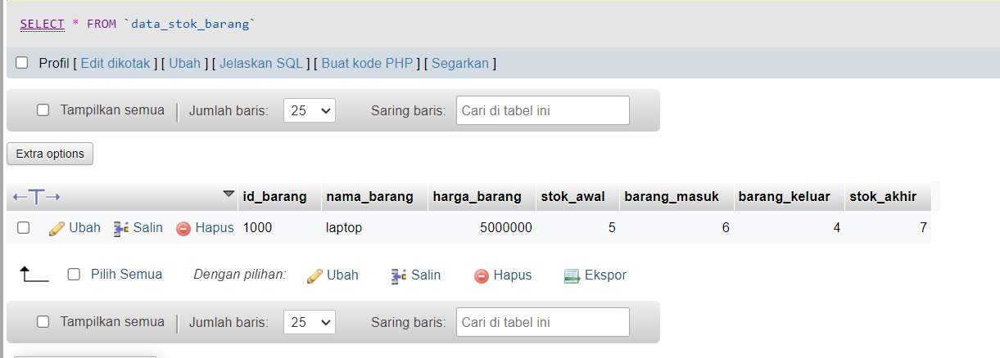 SELECT * FROM `data_stok_barang`
Profil [ Edit dikotak ] [ Ubah ] [ Jelaskan SQL ] [ Buat kode PHP ] [ Segarkan ]
Tampilkan semua | Jumlah baris: 25 Saring baris: Cari di tabel ini
Extra options
id_barang nama_barang harga_barang stok_awal barang_masuk barang_keluar stok_akhir
Ubah Salin Hapus 1000 laptop 5000000 5 6 4 7
Pilih Semua Dengan pilihan: Ubah Salin Hapus Ekspor
Tampilkan semua | Jumlah baris: 25 Saring baris: Cari di tabel ini